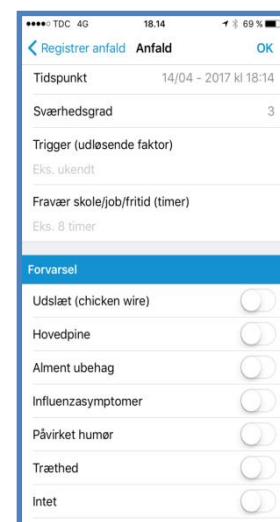 TDC 4G 18.14 69 %
Registrer anfald Anfald OK
Tidspunkt 14/04 - 2017 kl 18:14
Sværhedsgrad 3
Trigger (udløsende faktor)
Eks. ukendt
Fravær skole/job/fritid (timer)
Eks. 8 timer
Forvarsel
Udslæt (chicken wire)
Hovedpine
Alment ubehag
Influenzasymptomer
Påvirket humør
Træthed
Intet